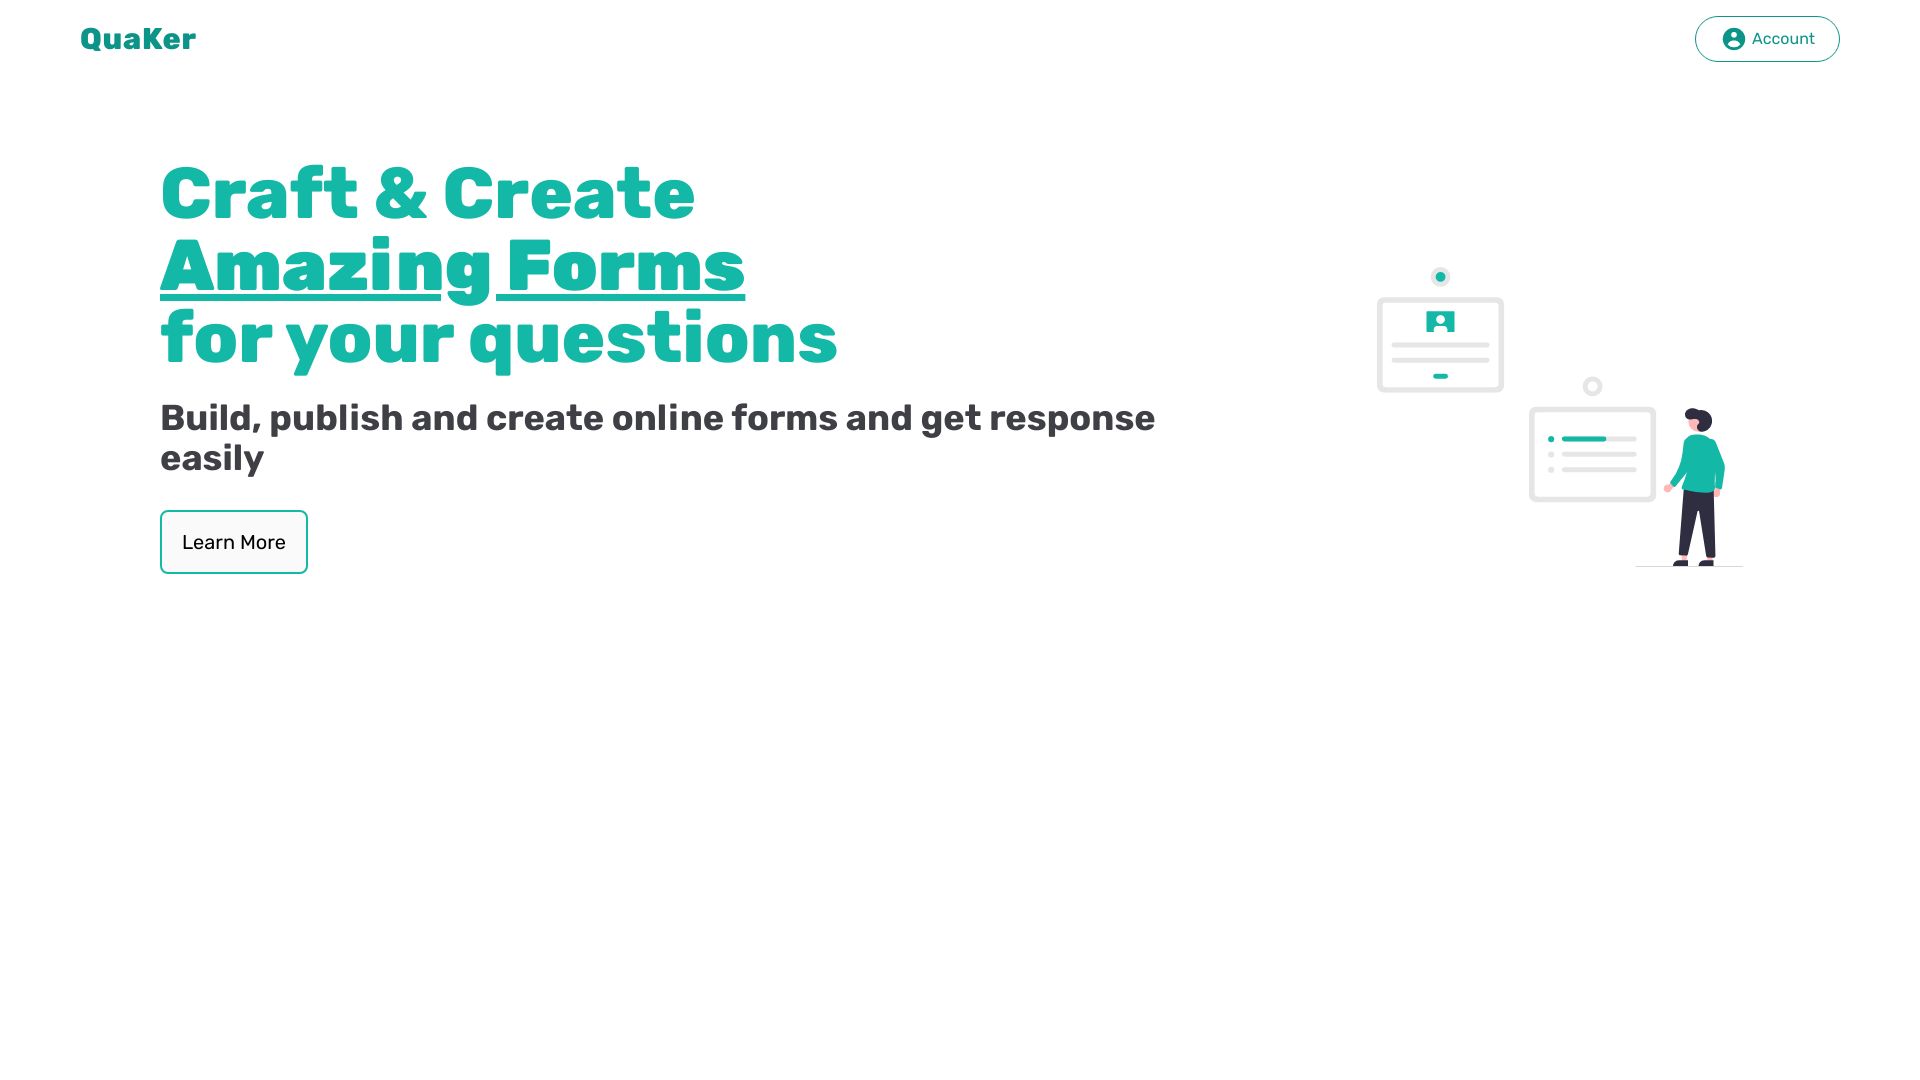 QuaKer
Account
Craft & Create
Amazing Forms
for your questions
Build, publish and create online forms and get response
easily
Learn More